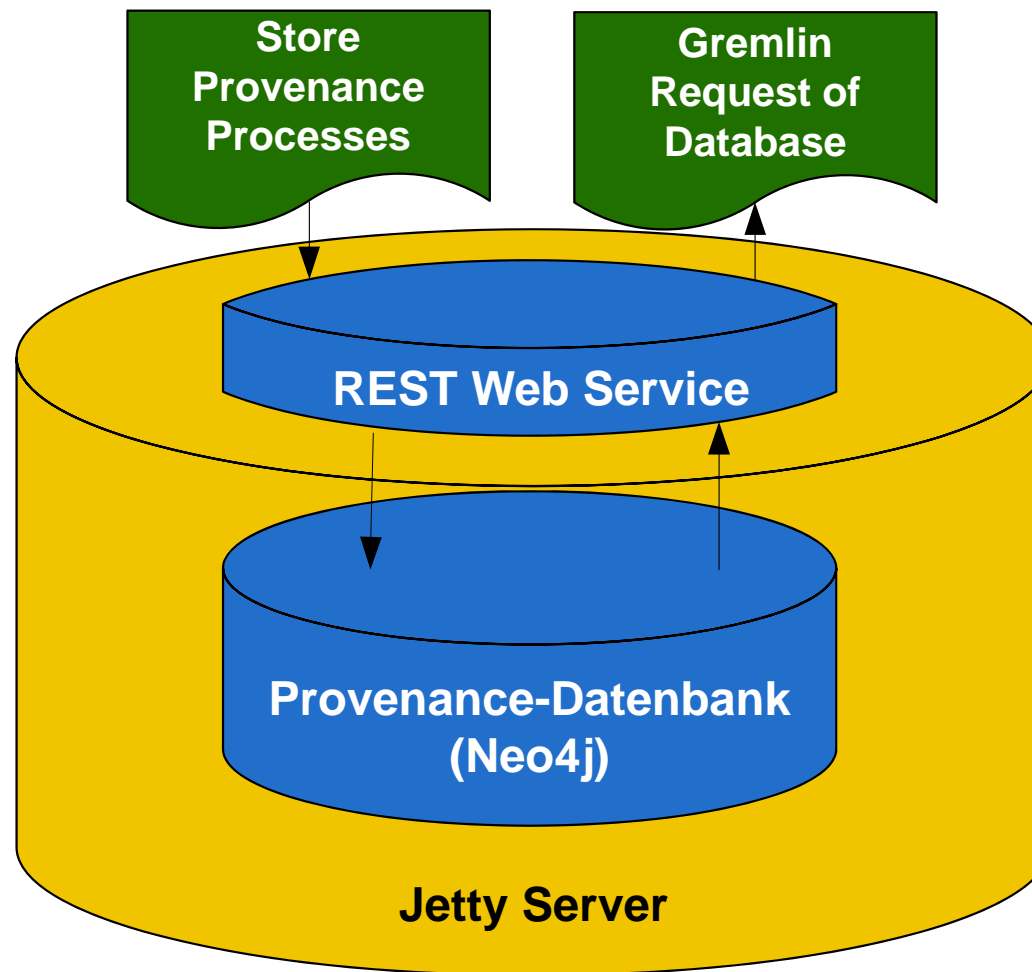 Store
Provenance
Processes
Gremlin
Request of
Database
REST Web Service
Provenance-Datenbank
(Neo4j)
Jetty Server